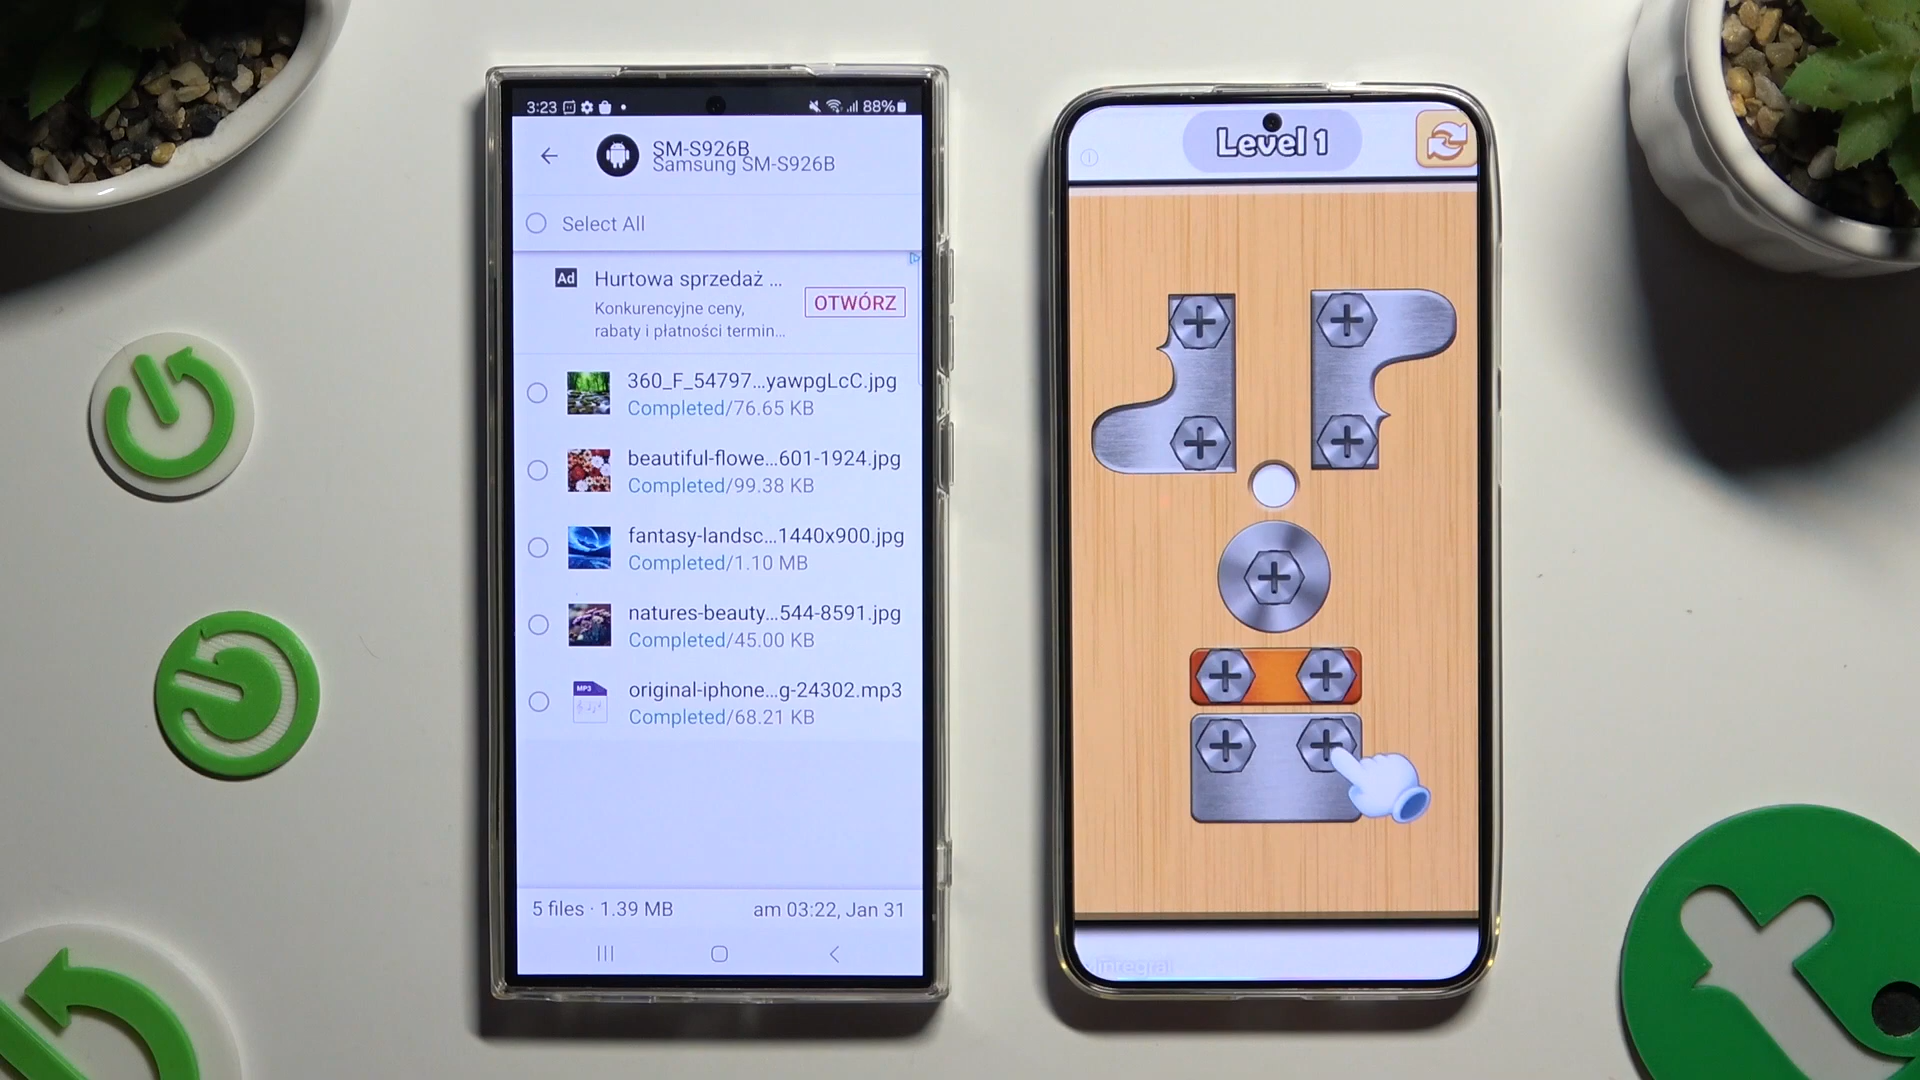 3:23
88%
SM-S926B
Samsung SM-S926B
Select All
Ad
Hurtowa sprzedaż ...
Konkurencyjne ceny,
rabaty i płatności termin...
OTWÓRZ
360_F_54797...yawpgLcC.jpg
Completed/76.65 KB
beautiful-flowe...601-1924.jpg
Completed/99.38 KB
fantasy-landsc...1440x900.jpg
Completed/1.10 MB
natures-beauty...544-8591.jpg
Completed/45.00 KB
MP3
original-iphone...g-24302.mp3
Completed/68.21 KB
5 files · 1.39 MB
am 03:22, Jan 31
Level 1
integral